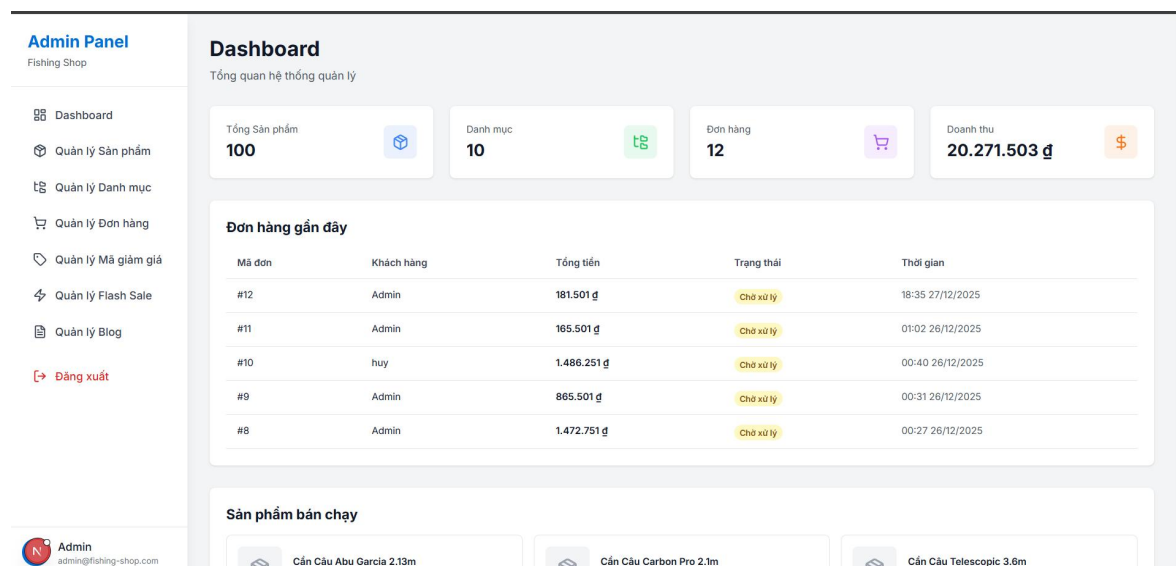 Admin Panel
Fishing Shop
Dashboard
Quản lý Sản phẩm
Quản lý Danh mục
Quản lý Đơn hàng
Quản lý Mã giảm giá
Quản lý Flash Sale
Quản lý Blog
Đăng xuất
N
Admin
admin@fishing-shop.com
Dashboard
Tổng quan hệ thống quản lý
Tổng Sản phẩm
100
Danh mục
10
Đơn hàng
12
Doanh thu
20.271.503 ₫
$
Đơn hàng gần đây
Mã đơn Khách hàng Tổng tiền Trạng thái Thời gian
#12 Admin 181.501 ₫ Chờ xử lý 18:35 27/12/2025
#11 Admin 165.501 ₫ Chờ xử lý 01:02 26/12/2025
#10 huy 1.486.251 ₫ Chờ xử lý 00:40 26/12/2025
#9 Admin 865.501 ₫ Chờ xử lý 00:31 26/12/2025
#8 Admin 1.472.751 ₫ Chờ xử lý 00:27 26/12/2025
Sản phẩm bán chạy
Cần Câu Abu Garcia 2.13m
Cần Câu Carbon Pro 2.1m
Cần Câu Telescopic 3.6m